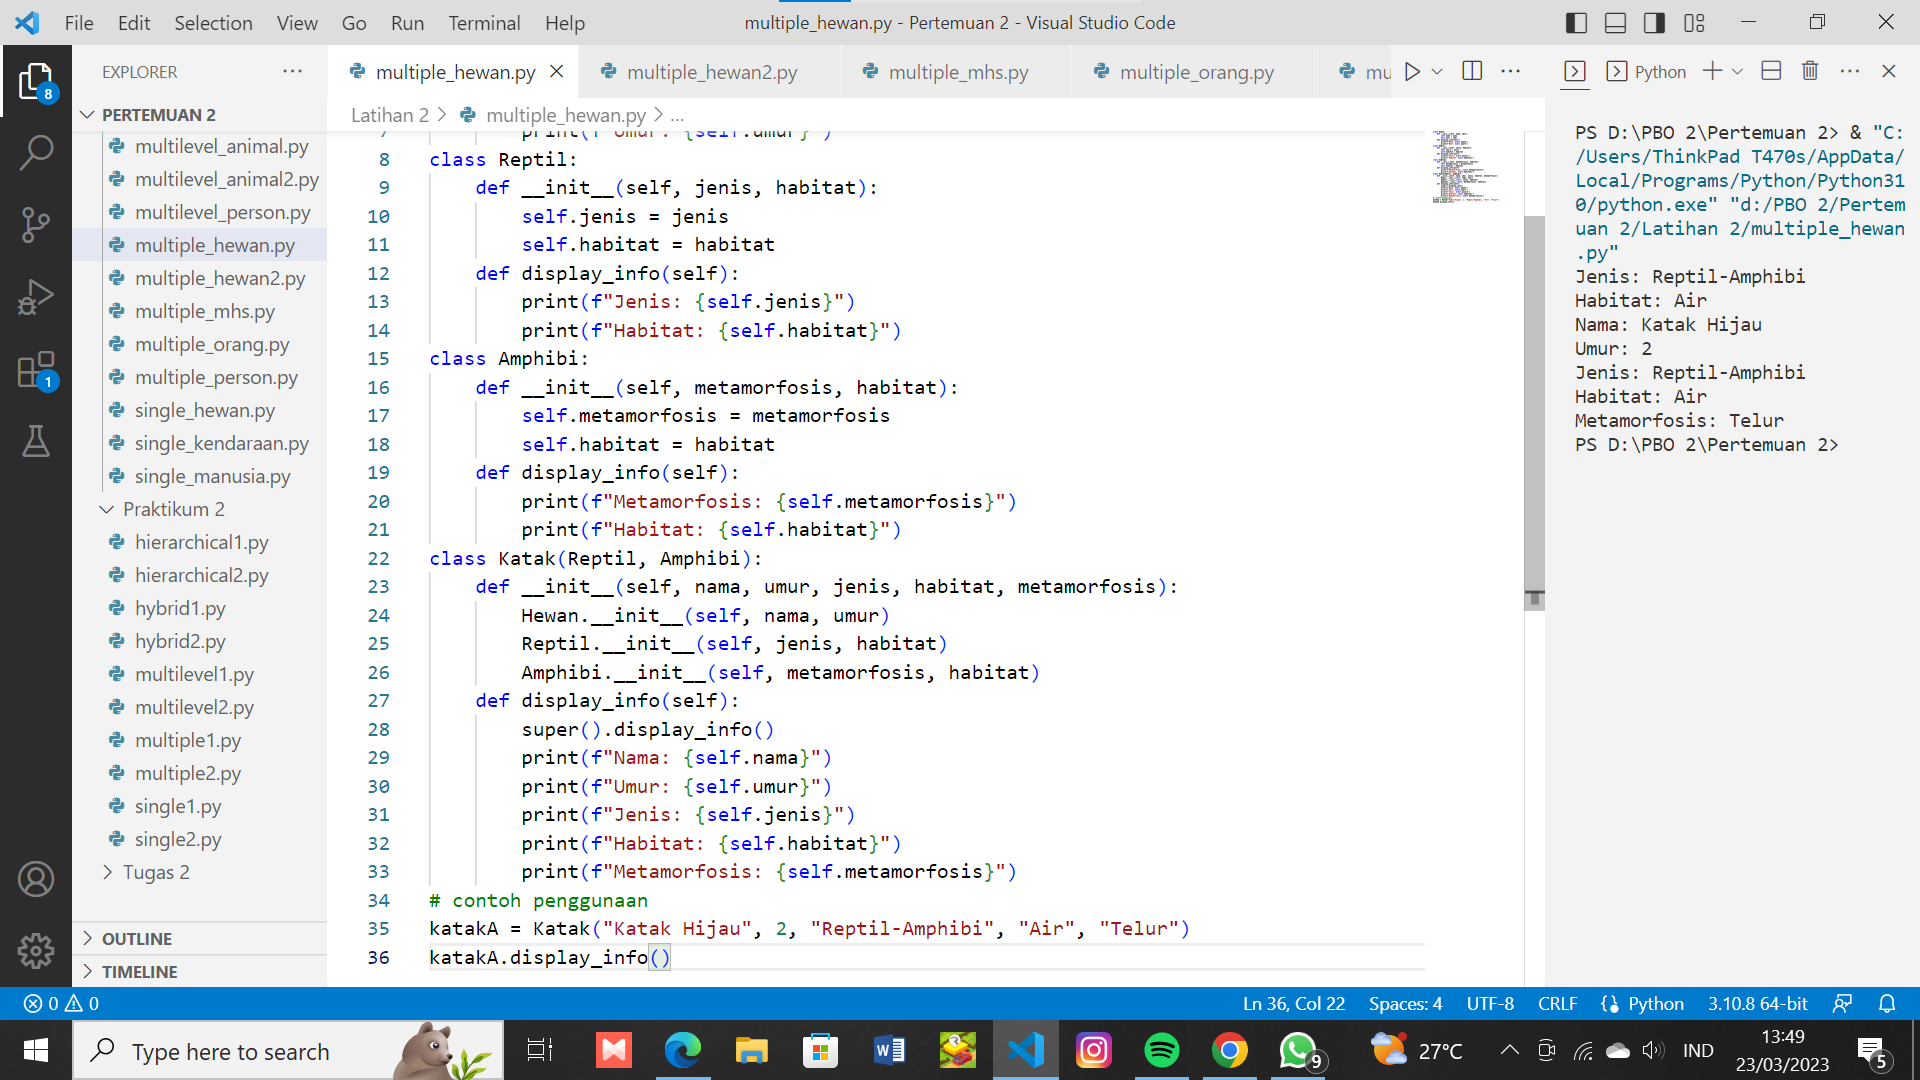 File Edit Selection View Go Run Terminal Help
multiple_hewan.py - Pertemuan 2 - Visual Studio Code
8
1
EXPLORER
PERTEMUAN 2
multilevel_animal.py
multilevel_animal2.py
multilevel_person.py
multiple_hewan.py
multiple_hewan2.py
multiple_mhs.py
multiple_orang.py
multiple_person.py
single_hewan.py
single_kendaraan.py
single_manusia.py
Praktikum 2
hierarchical1.py
hierarchical2.py
hybrid1.py
hybrid2.py
multilevel1.py
multilevel2.py
multiple1.py
multiple2.py
single1.py
single2.py
Tugas 2
OUTLINE
TIMELINE
multiple_hewan.py multiple_hewan2.py multiple_mhs.py multiple_orang.py mu
Latihan 2 > multiple_hewan.py > ...
7 print(f"Umur: {self.umur}")
8 class Reptil:
9 def __init__(self, jenis, habitat):
10 self.jenis = jenis
11 self.habitat = habitat
12 def display_info(self):
13 print(f"Jenis: {self.jenis}")
14 print(f"Habitat: {self.habitat}")
15 class Amphibi:
16 def __init__(self, metamorfosis, habitat):
17 self.metamorfosis = metamorfosis
18 self.habitat = habitat
19 def display_info(self):
20 print(f"Metamorfosis: {self.metamorfosis}")
21 print(f"Habitat: {self.habitat}")
22 class Katak(Reptil, Amphibi):
23 def __init__(self, nama, umur, jenis, habitat, metamorfosis):
24 Hewan.__init__(self, nama, umur)
25 Reptil.__init__(self, jenis, habitat)
26 Amphibi.__init__(self, metamorfosis, habitat)
27 def display_info(self):
28 super().display_info()
29 print(f"Nama: {self.nama}")
30 print(f"Umur: {self.umur}")
31 print(f"Jenis: {self.jenis}")
32 print(f"Habitat: {self.habitat}")
33 print(f"Metamorfosis: {self.metamorfosis}")
34 # contoh penggunaan
35 katakA = Katak("Katak Hijau", 2, "Reptil-Amphibi", "Air", "Telur")
36 katakA.display_info()
Python
PS D:\PBO 2\Pertemuan 2> & "C:
/Users/ThinkPad T470s/AppData/
Local/Programs/Python/Python31
0/python.exe" "d:/PBO 2/Pertem
uan 2/Latihan 2/multiple_hewan
.py"
Jenis: Reptil-Amphibi
Habitat: Air
Nama: Katak Hijau
Umur: 2
Jenis: Reptil-Amphibi
Habitat: Air
Metamorfosis: Telur
PS D:\PBO 2\Pertemuan 2>
0 0
Ln 36, Col 22 Spaces: 4 UTF-8 CRLF Python 3.10.8 64-bit
Type here to search
9
27°C
IND
13:49
23/03/2023
5